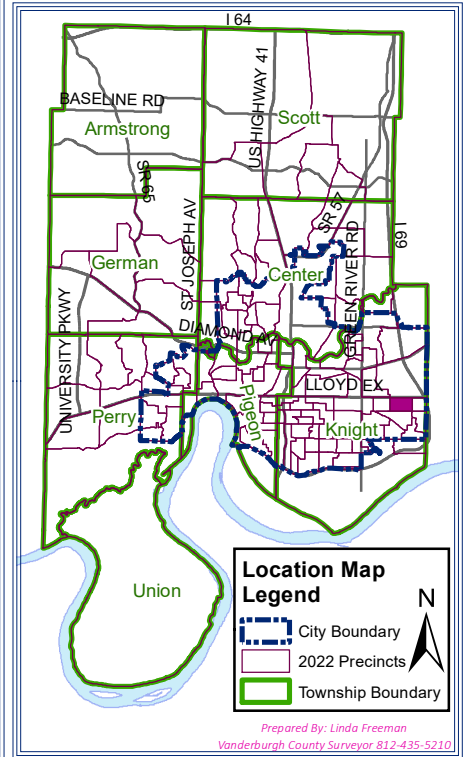 I 64
BASELINE RD
Armstrong
Scott
US HIGHWAY 41
SR 65
SR 57
I 69
ST JOSEPH AV
German
Center
GREEN RIVER RD
UNIVERSITY PKWY
DIAMOND AV
LLOYD EX
Perry
Pigeon
Knight
Union
Location Map
Legend
N
City Boundary
2022 Precincts
Township Boundary
Prepared By: Linda Freeman
Vanderburgh County Surveyor 812-435-5210